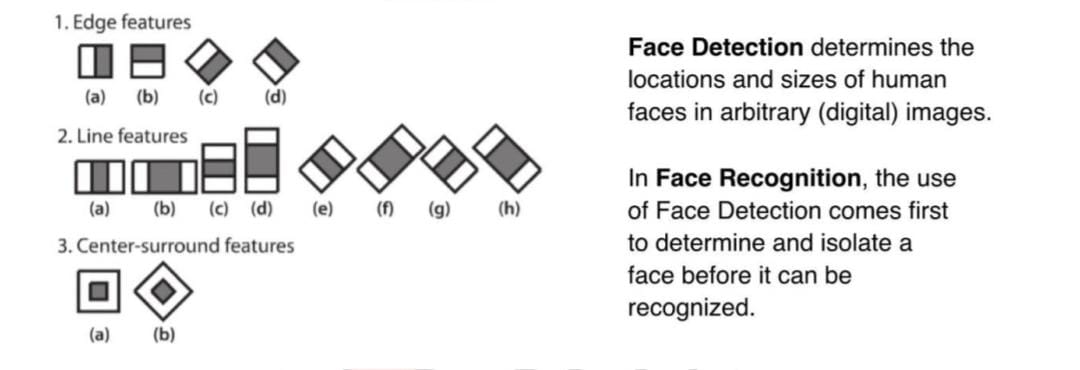 1. Edge features
(a) (b) (c) (d)
2. Line features
(a) (b) (c) (d) (e) (f) (g) (h)
3. Center-surround features
(a) (b)
Face Detection determines the
locations and sizes of human
faces in arbitrary (digital) images.
In Face Recognition, the use
of Face Detection comes first
to determine and isolate a
face before it can be
recognized.